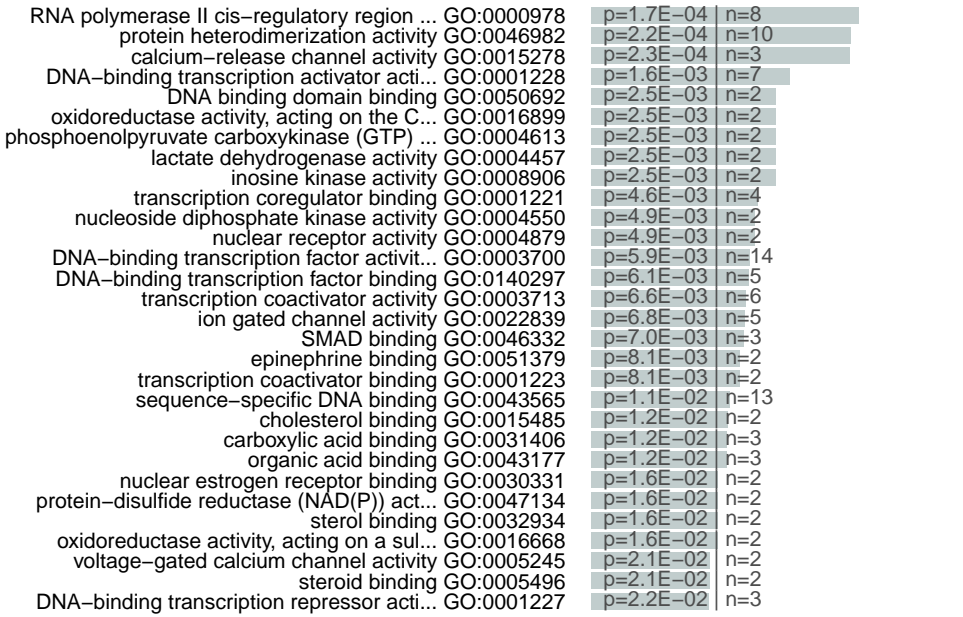 RNA polymerase II cis−regulatory region ... GO:0000978 p=1.7E−04 n=8
protein heterodimerization activity GO:0046982 p=2.2E−04 n=10
calcium−release channel activity GO:0015278 p=2.3E−04 n=3
DNA−binding transcription activator acti... GO:0001228 p=1.6E−03 n=7
DNA binding domain binding GO:0050692 p=2.5E−03 n=2
oxidoreductase activity, acting on the C... GO:0016899 p=2.5E−03 n=2
phosphoenolpyruvate carboxykinase (GTP) ... GO:0004613 p=2.5E−03 n=2
lactate dehydrogenase activity GO:0004457 p=2.5E−03 n=2
inosine kinase activity GO:0008906 p=2.5E−03 n=2
transcription coregulator binding GO:0001221 p=4.6E−03 n=4
nucleoside diphosphate kinase activity GO:0004550 p=4.9E−03 n=2
nuclear receptor activity GO:0004879 p=4.9E−03 n=2
DNA−binding transcription factor activit... GO:0003700 p=5.9E−03 n=14
DNA−binding transcription factor binding GO:0140297 p=6.1E−03 n=5
transcription coactivator activity GO:0003713 p=6.6E−03 n=6
ion gated channel activity GO:0022839 p=6.8E−03 n=5
SMAD binding GO:0046332 p=7.0E−03 n=3
epinephrine binding GO:0051379 p=8.1E−03 n=2
transcription coactivator binding GO:0001223 p=8.1E−03 n=2
sequence−specific DNA binding GO:0043565 p=1.1E−02 n=13
cholesterol binding GO:0015485 p=1.2E−02 n=2
carboxylic acid binding GO:0031406 p=1.2E−02 n=3
organic acid binding GO:0043177 p=1.2E−02 n=3
nuclear estrogen receptor binding GO:0030331 p=1.6E−02 n=2
protein−disulfide reductase (NAD(P)) act... GO:0047134 p=1.6E−02 n=2
sterol binding GO:0032934 p=1.6E−02 n=2
oxidoreductase activity, acting on a sul... GO:0016668 p=1.6E−02 n=2
voltage−gated calcium channel activity GO:0005245 p=2.1E−02 n=2
steroid binding GO:0005496 p=2.1E−02 n=2
DNA−binding transcription repressor acti... GO:0001227 p=2.2E−02 n=3